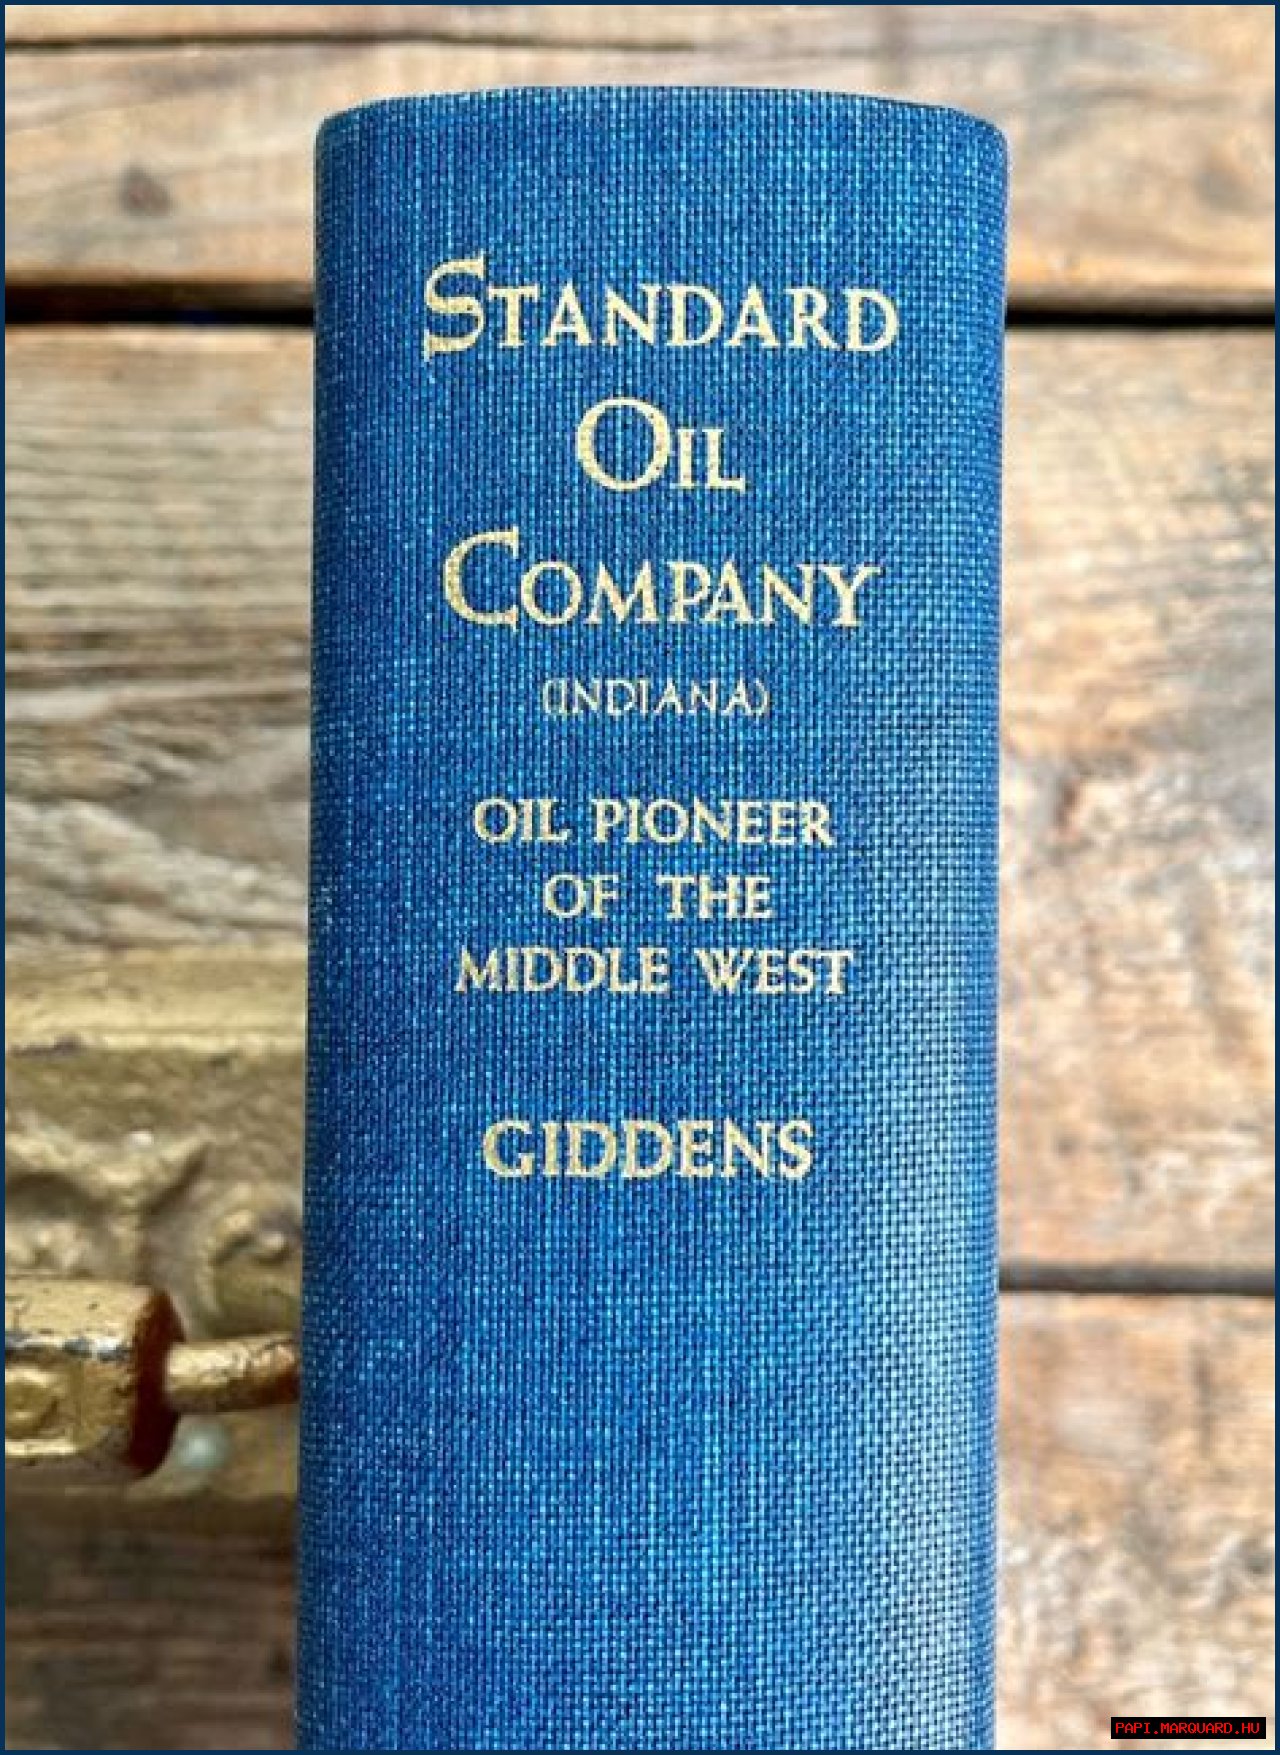 STANDARD
OIL
COMPANY
(INDIANA)
OIL PIONEER
OF THE
MIDDLE WEST
GIDDENS
PAPI.MARQUARD.HU